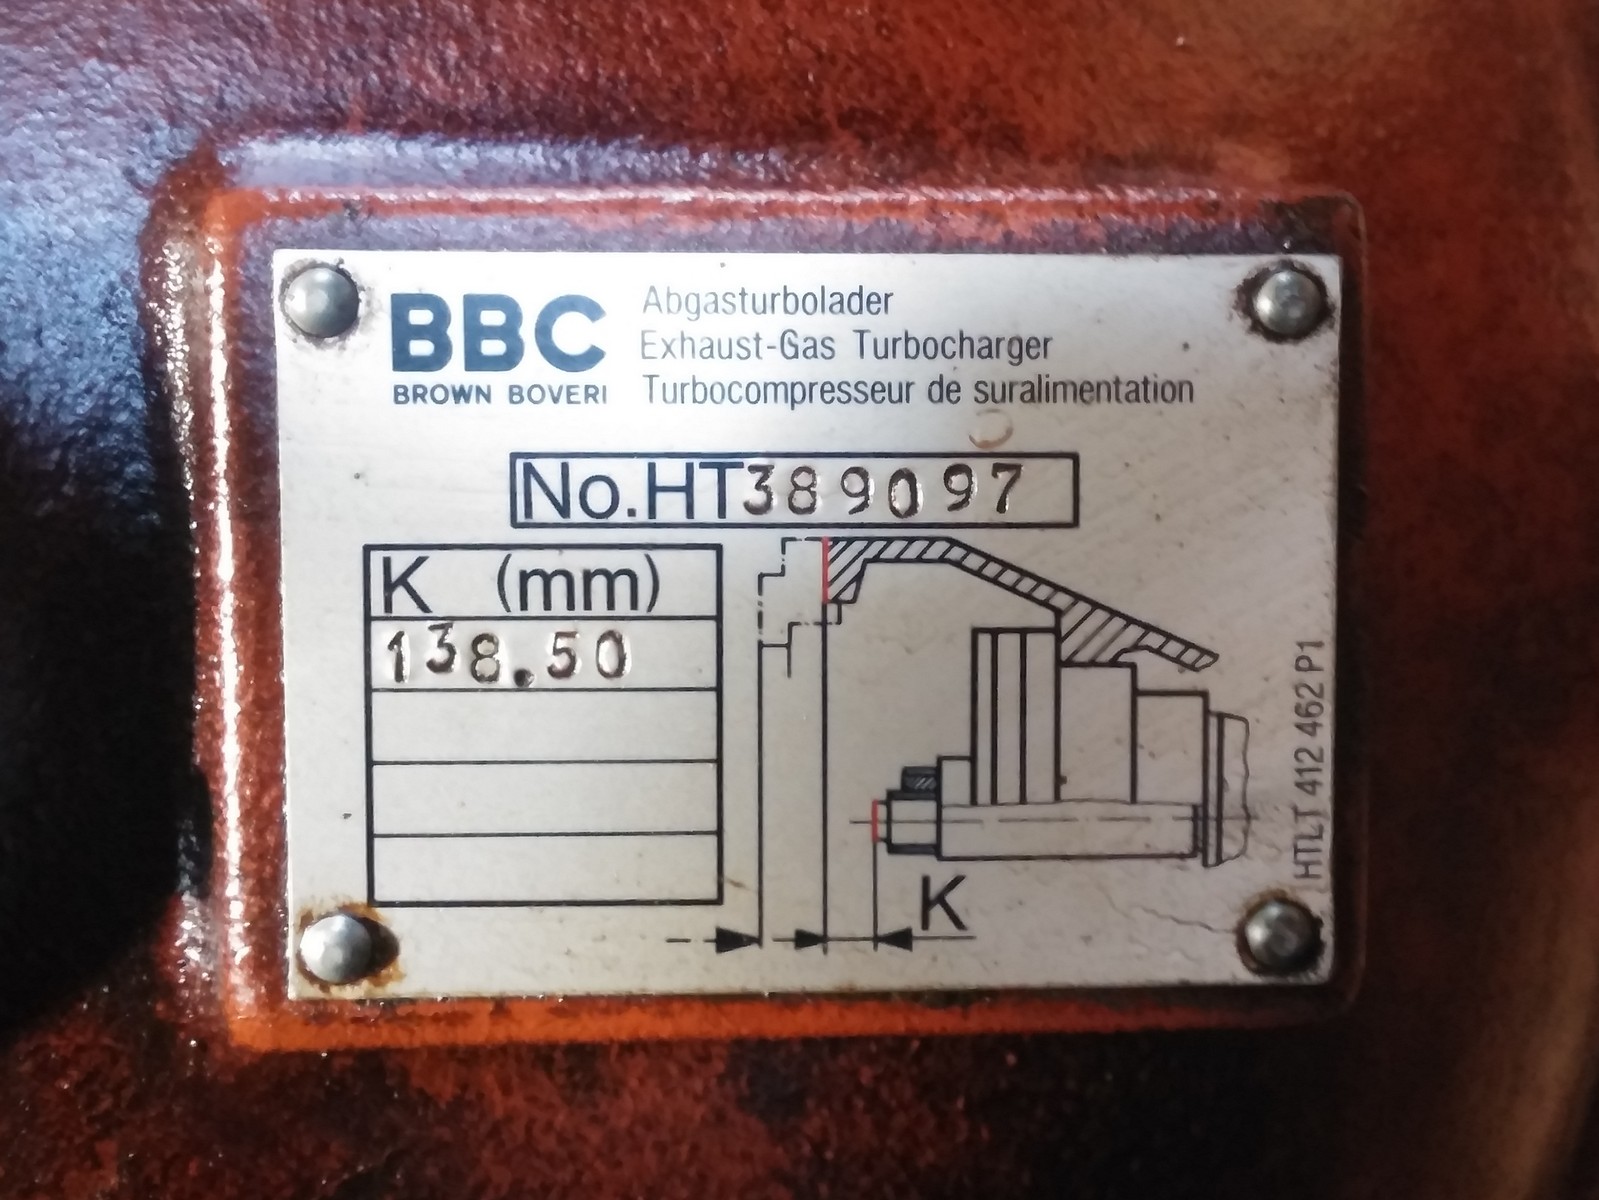 BBC
BROWN BOVERI
Abgasturbolader
Exhaust-Gas Turbocharger
Turbocompresseur de suralimentation
No.HT389097
K (mm)
138.50
K
HTLT 412 462 P1